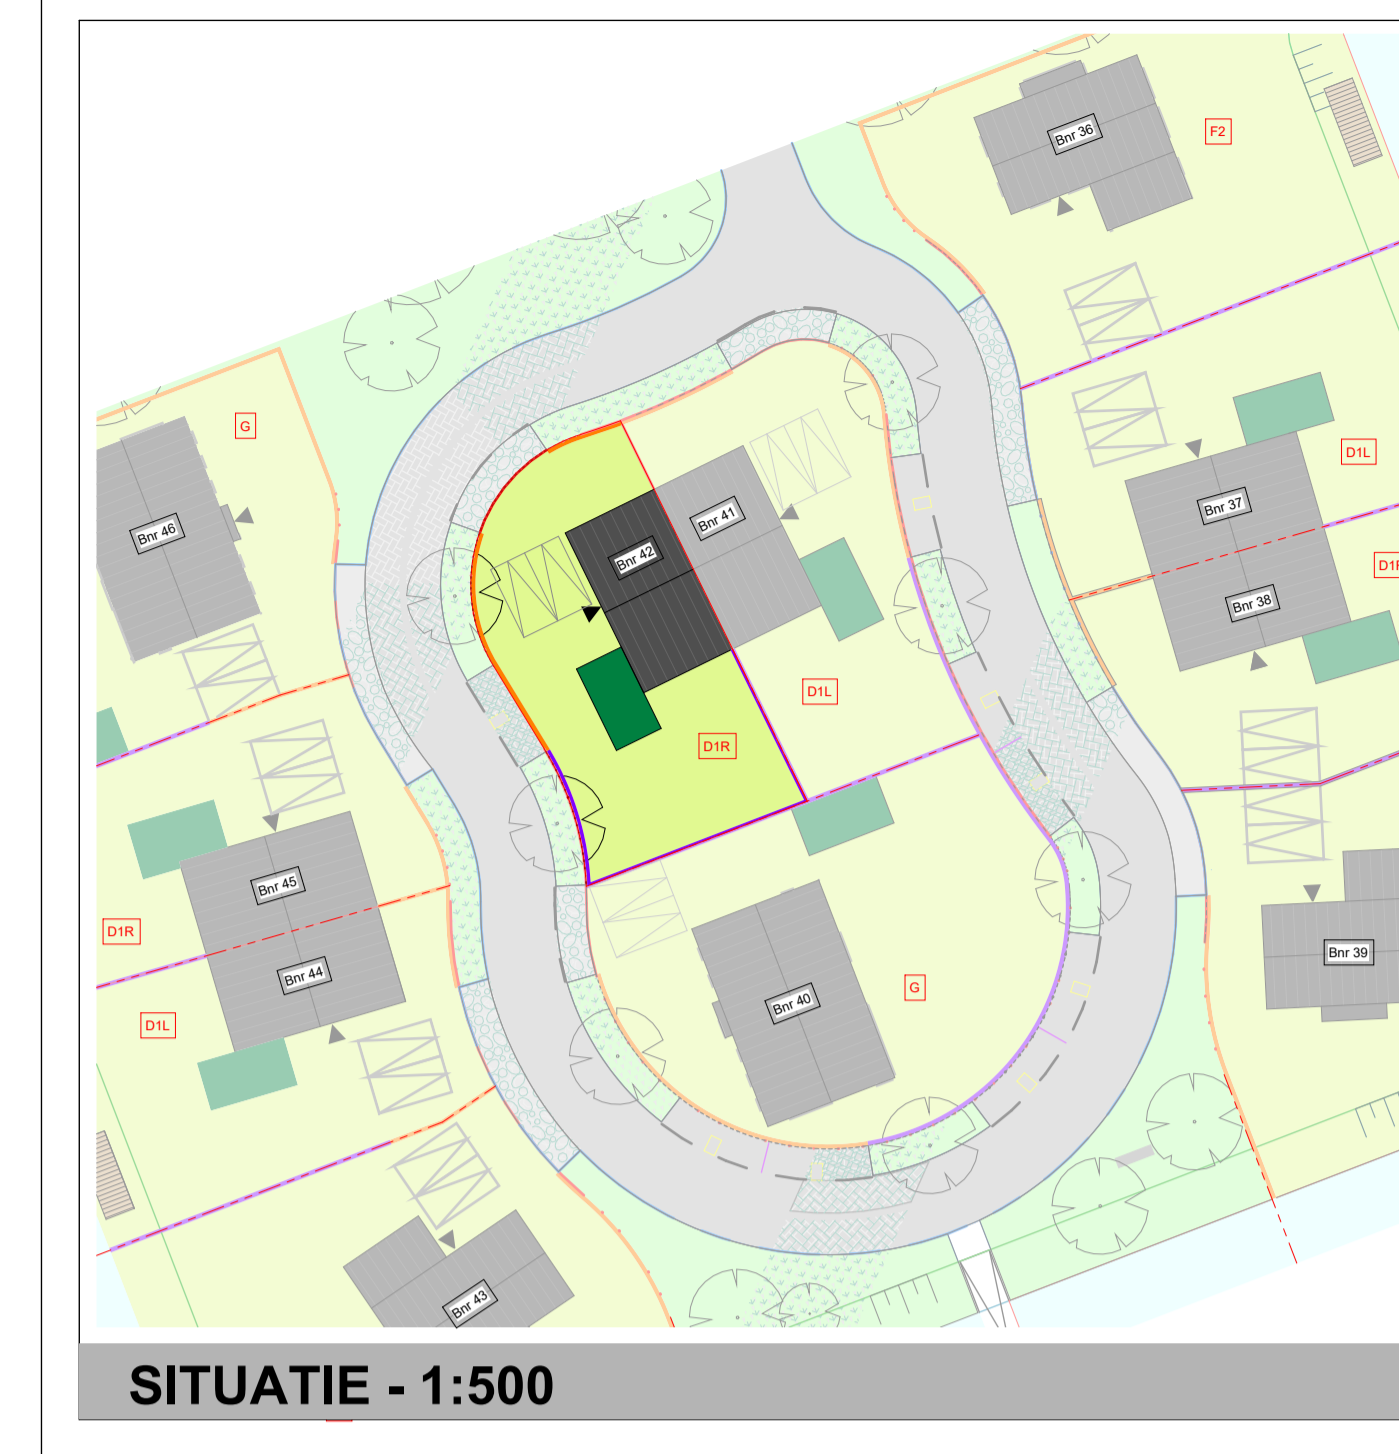 Bnr 36
F2
G
Bnr 46
Bnr 41
Bnr 42
D1L
Bnr 37
D1
Bnr 38
D1L
D1R
Bnr 45
D1R
Bnr 39
Bnr 44
G
Bnr 40
D1L
Bnr 43
SITUATIE - 1:500